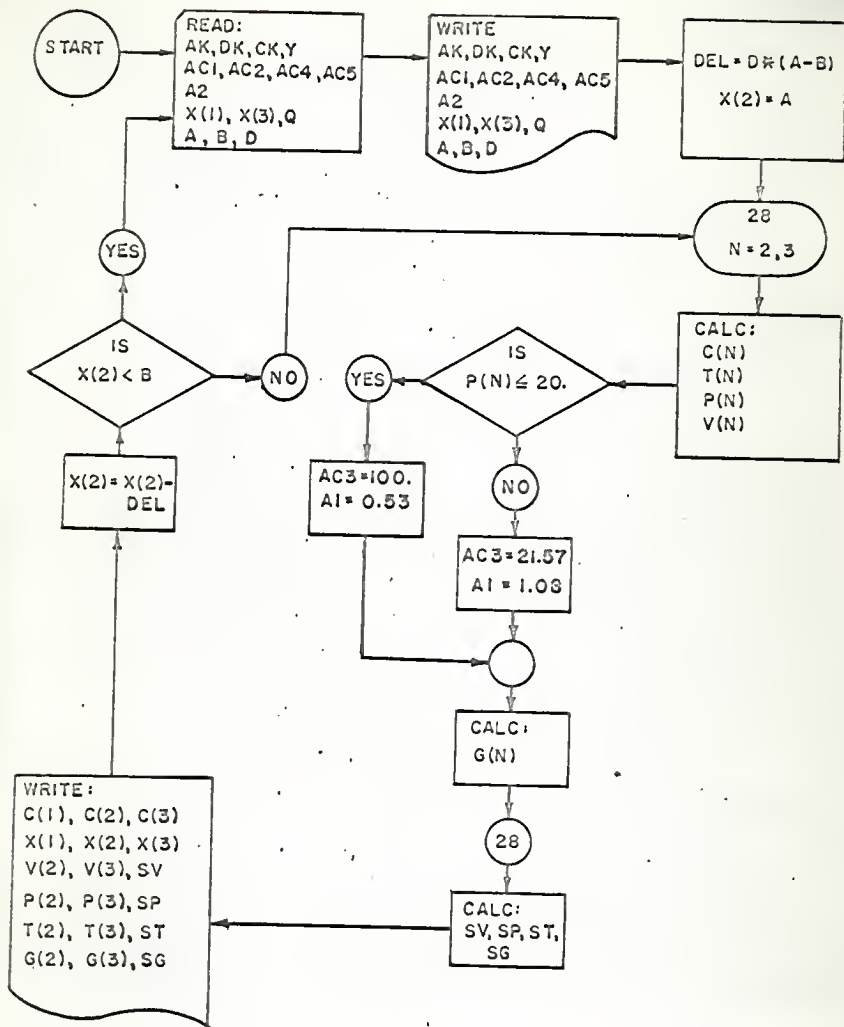 START
READ:
AK, DK, CK, Y
AC1, AC2, AC4, AC5
A2
X(1), X(3), Q
A, B, D
WRITE
AK, DK, CK, Y
AC1, AC2, AC4, AC5
A2
X(1), X(3), Q
A, B, D
DEL = D * (A-B)
X(2) = A
28
N = 2, 3
CALC:
C(N)
T(N)
P(N)
V(N)
IS
P(N) ≦ 20.
YES
AC3=100.
A1 = 0.53
NO
AC3=21.57
A1 = 1.03
CALC:
G(N)
28
CALC:
SV, SP, ST,
SG
WRITE:
C(1), C(2), C(3)
X(1), X(2), X(3)
V(2), V(3), SV
P(2), P(3), SP
T(2), T(3), ST
G(2), G(3), SG
X(2) = X(2)-
DEL
IS
X(2) < B
NO
YES